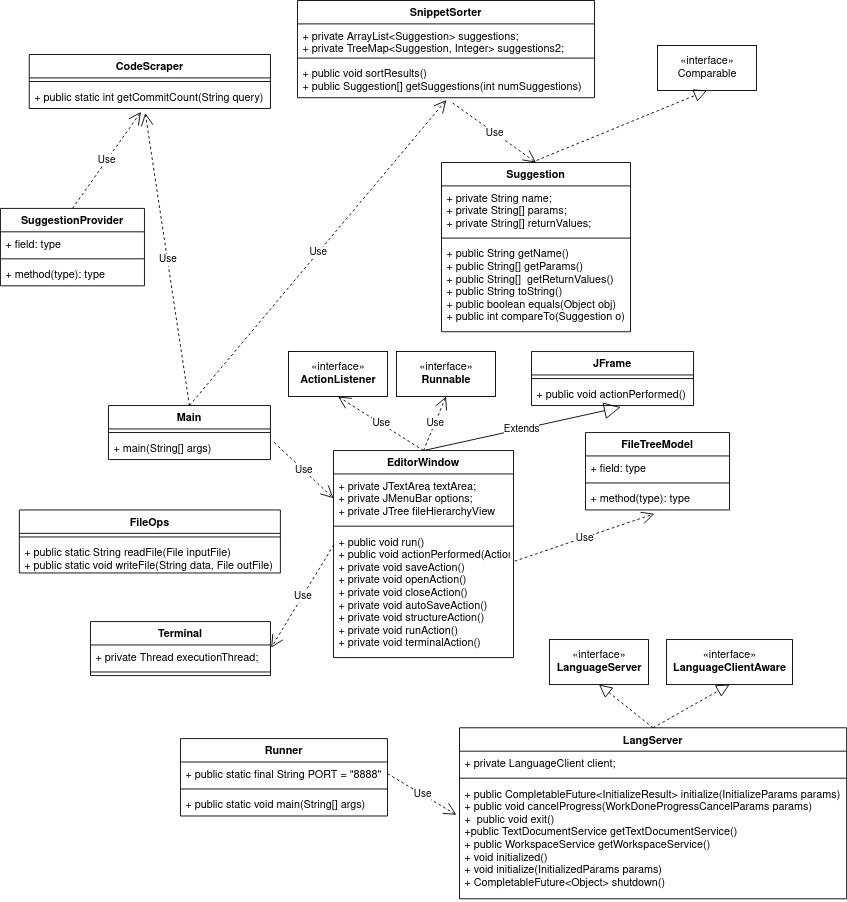 SnippetSorter
+ private ArrayList<Suggestion> suggestions;
+ private TreeMap<Suggestion, Integer> suggestions2;
+ public void sortResults()
+ public Suggestion[] getSuggestions(int numSuggestions)
CodeScraper
+ public static int getCommitCount(String query)
«interface»
Comparable
Use
Use
Suggestion
+ private String name;
+ private String[] params;
+ private String[] returnValues;
+ public String getName()
+ public String[] getParams()
+ public String[]  getReturnValues()
+ public String toString()
+ public boolean equals(Object obj)
+ public int compareTo(Suggestion o)
SuggestionProvider
+ field: type
+ method(type): type
Use
Use
«interface»
ActionListener
«interface»
Runnable
JFrame
+ public void actionPerformed()
Main
+ main(String[] args)
Use
Use
Extends
FileTreeModel
+ field: type
+ method(type): type
Use
EditorWindow
+ private JTextArea textArea;
+ private JMenuBar options;
+ private JTree fileHierarchyView
+ public void run()
+ public void actionPerformed(Action
+ private void saveAction()
+ private void openAction()
+ private void closeAction()
+ private void autoSaveAction()
+ private void structureAction()
+ private void runAction()
+ private void terminalAction()
Use
FileOps
+ public static String readFile(File inputFile)
+ public static void writeFile(String data, File outFile)
Use
Terminal
+ private Thread executionThread;
«interface»
LanguageServer
«interface»
LanguageClientAware
Runner
+ public static final String PORT = "8888"
+ public static void main(String[] args)
Use
LangServer
+ private LanguageClient client;
+ public CompletableFuture<InitializeResult> initialize(InitializeParams params)
+ public void cancelProgress(WorkDoneProgressCancelParams params)
+  public void exit()
+public TextDocumentService getTextDocumentService()
+ public WorkspaceService getWorkspaceService()
+ void initialized()
+ void initialize(InitializedParams params)
+ CompletableFuture<Object> shutdown()